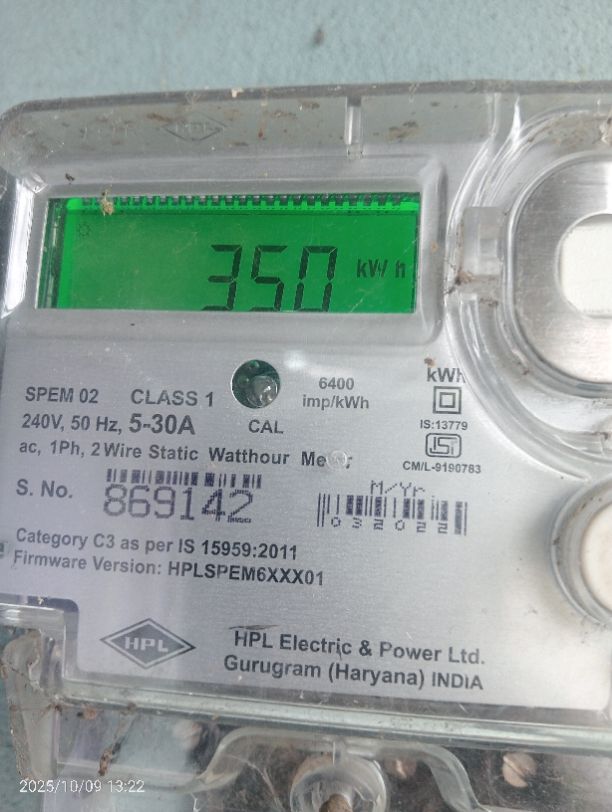 350 kWh
SPEM 02 CLASS 1
240V, 50 Hz, 5-30A
ac, 1Ph, 2 Wire Static Watthour
CAL
6400
imp/kWh
kWh
IS:13779
ISI
CM/L-9190783
S. No. 869142
M/Yr
032022
Category C3 as per IS 15959:2011
Firmware Version: HPLSPEM6XXX01
HPL
HPL Electric & Power Ltd.
Gurugram (Haryana) INDIA
2025/10/09 13:22